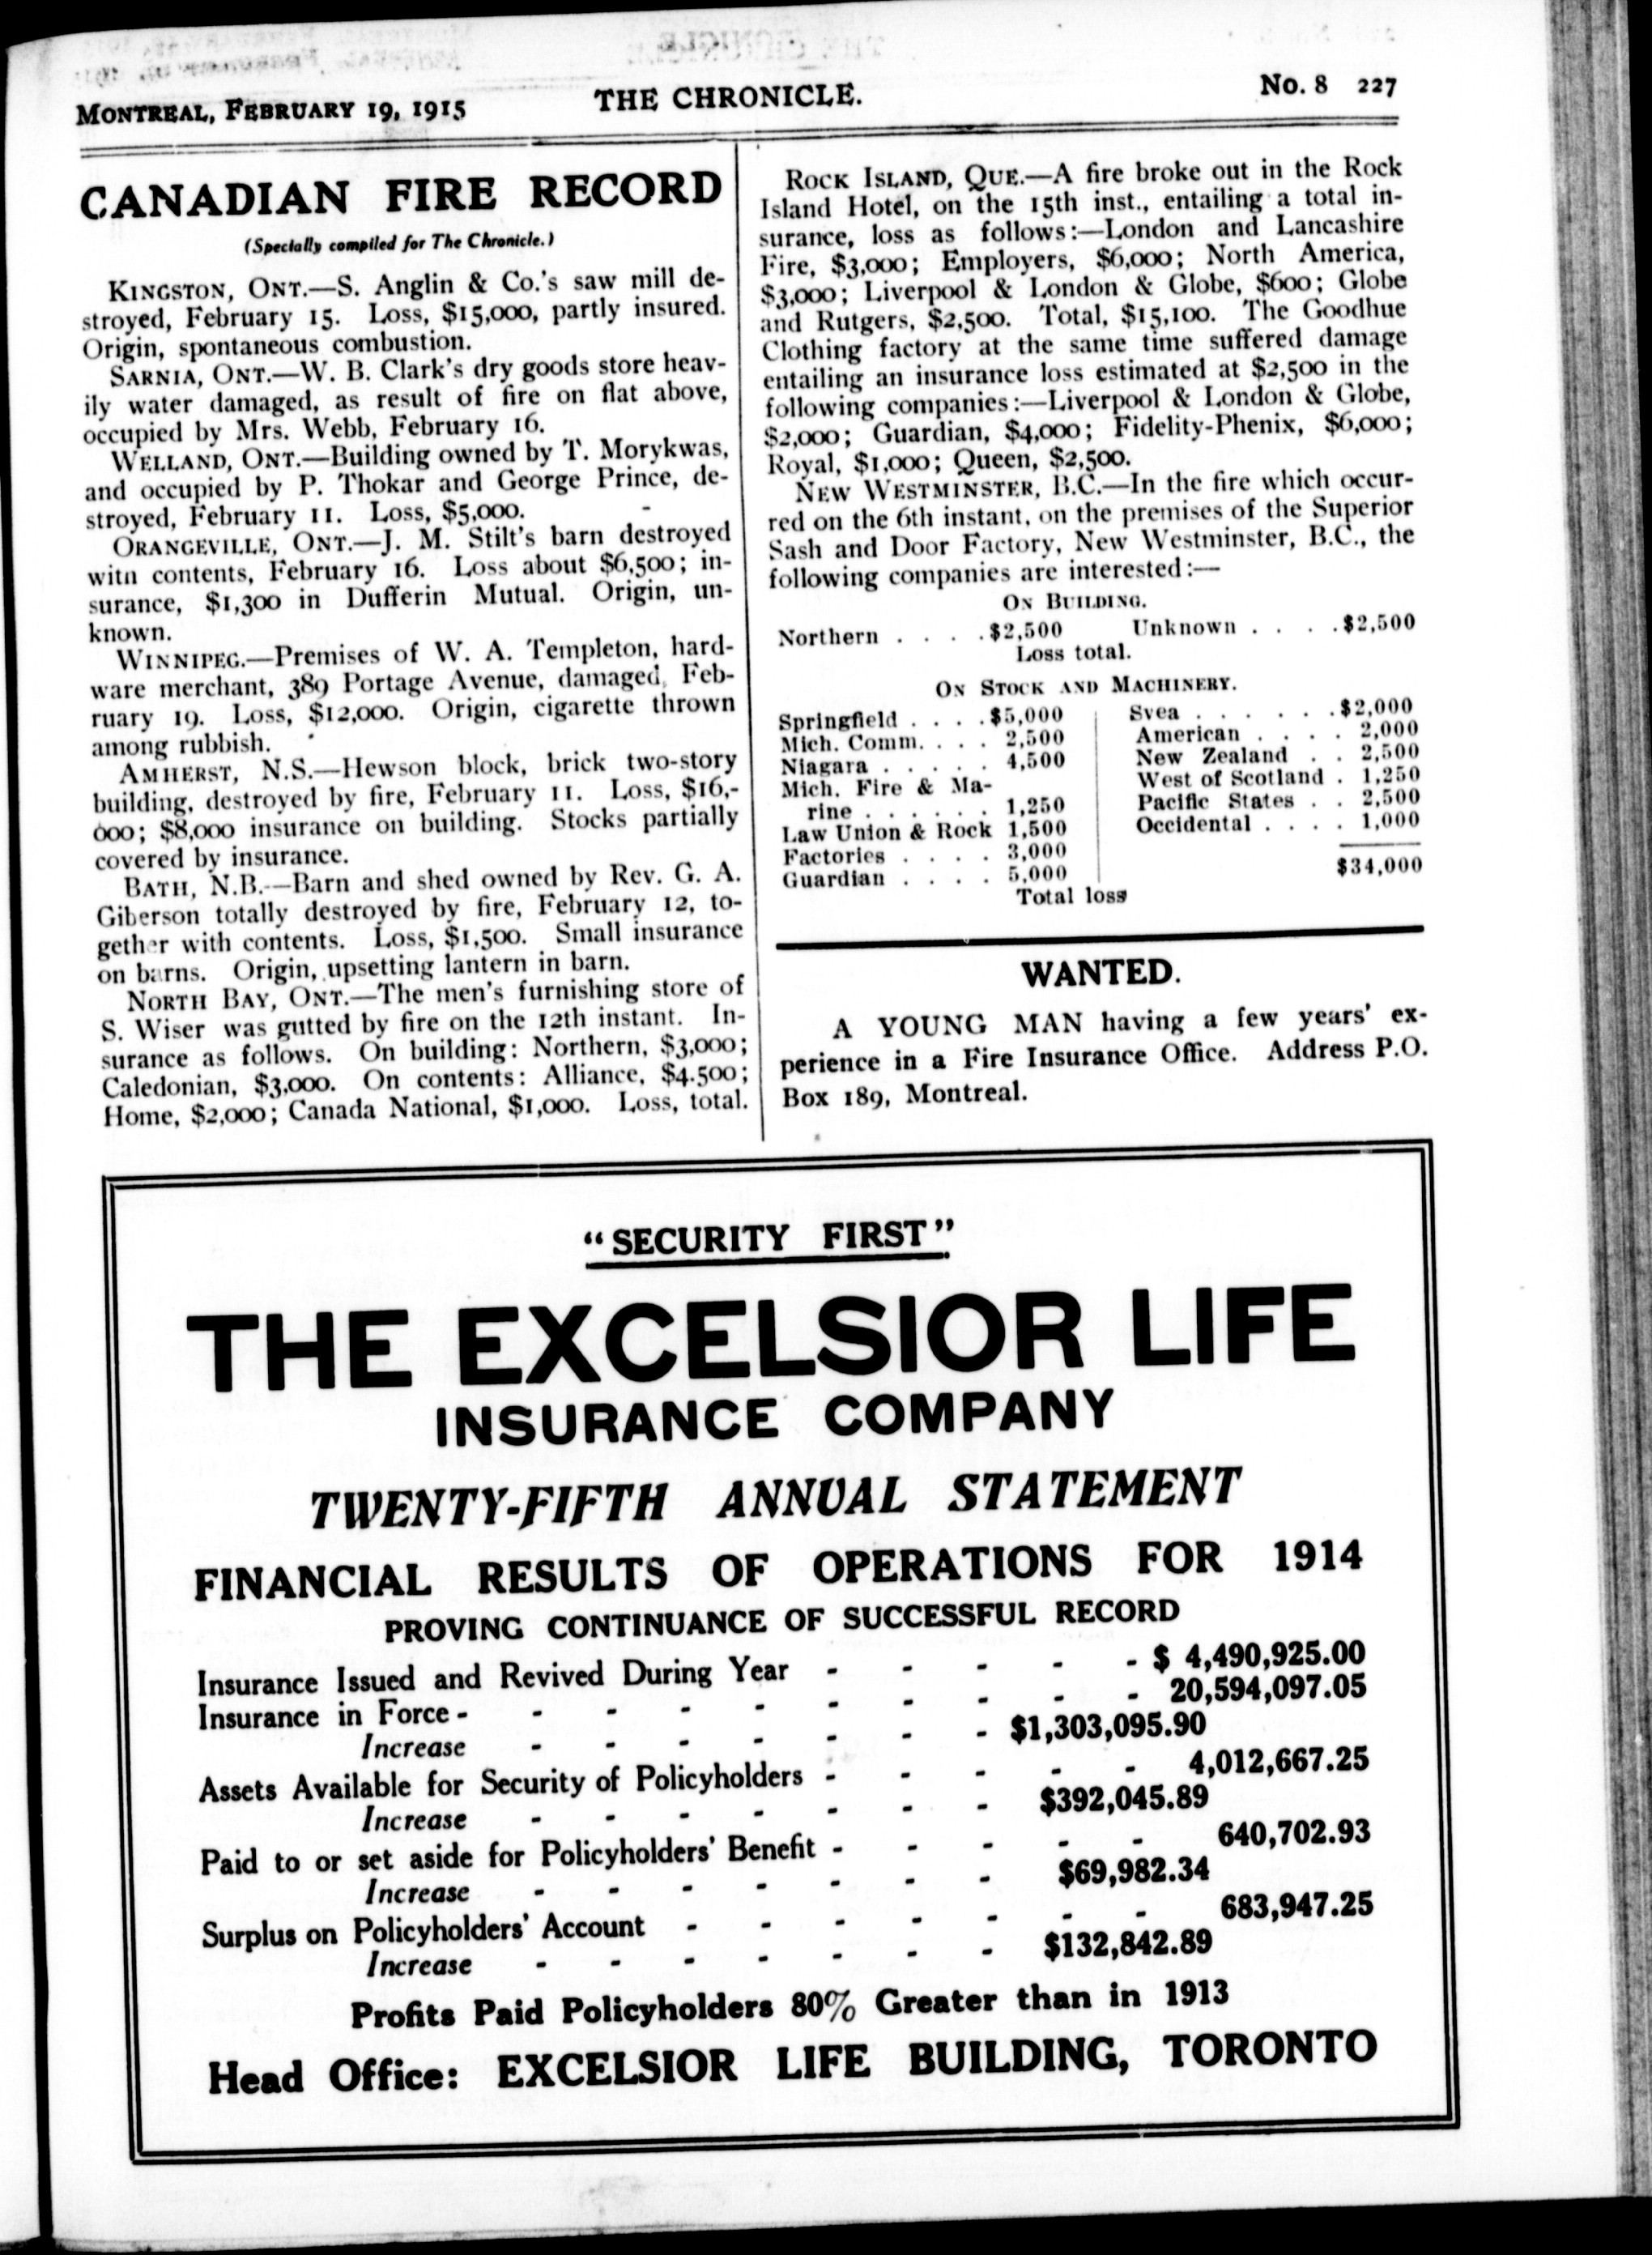 MONTREAL, FEBRUARY 19, 1915 THE CHRONICLE. No. 8 227
CANADIAN FIRE RECORD
(Specially compiled for The Chronicle.)
KINGSTON, ONT.—S. Anglin & Co.'s saw mill de-
stroyed, February 15. Loss, $15,000, partly insured.
Origin, spontaneous combustion.
SARNIA, ONT.—W. B. Clark's dry goods store heav-
ily water damaged, as result of fire on flat above,
occupied by Mrs. Webb, February 16.
WELLAND, ONT.—Building owned by T. Morykwas,
and occupied by P. Thokar and George Prince, de-
stroyed, February 11. Loss, $5,000.
ORANGEVILLE, ONT.—J. M. Stilt's barn destroyed
with contents, February 16. Loss about $6,500; in-
surance, $1,300 in Dufferin Mutual. Origin, un-
known.
WINNIPEG.—Premises of W. A. Templeton, hard-
ware merchant, 389 Portage Avenue, damaged, Feb-
ruary 19. Loss, $12,000. Origin, cigarette thrown
among rubbish.
AMHERST, N.S.—Hewson block, brick two-story
building, destroyed by fire, February 11. Loss, $16,-
000; $8,000 insurance on building. Stocks partially
covered by insurance.
BATH, N.B.—Barn and shed owned by Rev. G. A.
Giberson totally destroyed by fire, February 12, to-
gether with contents. Loss, $1,500. Small insurance
on barns. Origin, upsetting lantern in barn.
NORTH BAY, ONT.—The men's furnishing store of
S. Wiser was gutted by fire on the 12th instant. In-
surance as follows. On building: Northern, $3,000;
Caledonian, $3,000. On contents: Alliance, $4.500;
Home, $2,000; Canada National, $1,000. Loss, total.
ROCK ISLAND, QUE.—A fire broke out in the Rock
Island Hotel, on the 15th inst., entailing a total in-
surance, loss as follows:—London and Lancashire
Fire, $3,000; Employers, $6,000; North America,
$3,000; Liverpool & London & Globe, $600; Globe
and Rutgers, $2,500. Total, $15,100. The Goodhue
Clothing factory at the same time suffered damage
entailing an insurance loss estimated at $2,500 in the
following companies:—Liverpool & London & Globe,
$2,000; Guardian, $4,000; Fidelity-Phenix, $6,000;
Royal, $1,000; Queen, $2,500.
NEW WESTMINSTER, B.C.—In the fire which occur-
red on the 6th instant, on the premises of the Superior
Sash and Door Factory, New Westminster, B.C., the
following companies are interested:—
ON BUILDING.
Northern . . . . $2,500 Unknown . . . . $2,500
Loss total.
ON STOCK AND MACHINERY.
Springfield . . . . $5,000
Mich. Comm. . . . 2,500
Niagara . . . . . 4,500
Mich. Fire & Ma-
rine . . . . . . 1,250
Law Union & Rock 1,500
Factories . . . . 3,000
Guardian . . . . 5,000
Svea . . . . . . $2,000
American . . . . 2,000
New Zealand . . 2,500
West of Scotland . 1,250
Pacific States . . 2,500
Occidental . . . . 1,000
$34,000
Total loss
WANTED.
A YOUNG MAN having a few years' ex-
perience in a Fire Insurance Office. Address P.O.
Box 189, Montreal.
"SECURITY FIRST"
THE EXCELSIOR LIFE
INSURANCE COMPANY
TWENTY-FIFTH ANNUAL STATEMENT
FINANCIAL RESULTS OF OPERATIONS FOR 1914
PROVING CONTINUANCE OF SUCCESSFUL RECORD
Insurance Issued and Revived During Year - - - - - $ 4,490,925.00
Insurance in Force - - - - - - - - - - 20,594,097.05
Increase - - - - - - - $1,303,095.90
Assets Available for Security of Policyholders - - - - - 4,012,667.25
Increase - - - - - - - $392,045.89
Paid to or set aside for Policyholders' Benefit - - - - - 640,702.93
Increase - - - - - - - $69,982.34
Surplus on Policyholders' Account - - - - - - - 683,947.25
Increase - - - - - - - $132,842.89
Profits Paid Policyholders 80% Greater than in 1913
Head Office: EXCELSIOR LIFE BUILDING, TORONTO